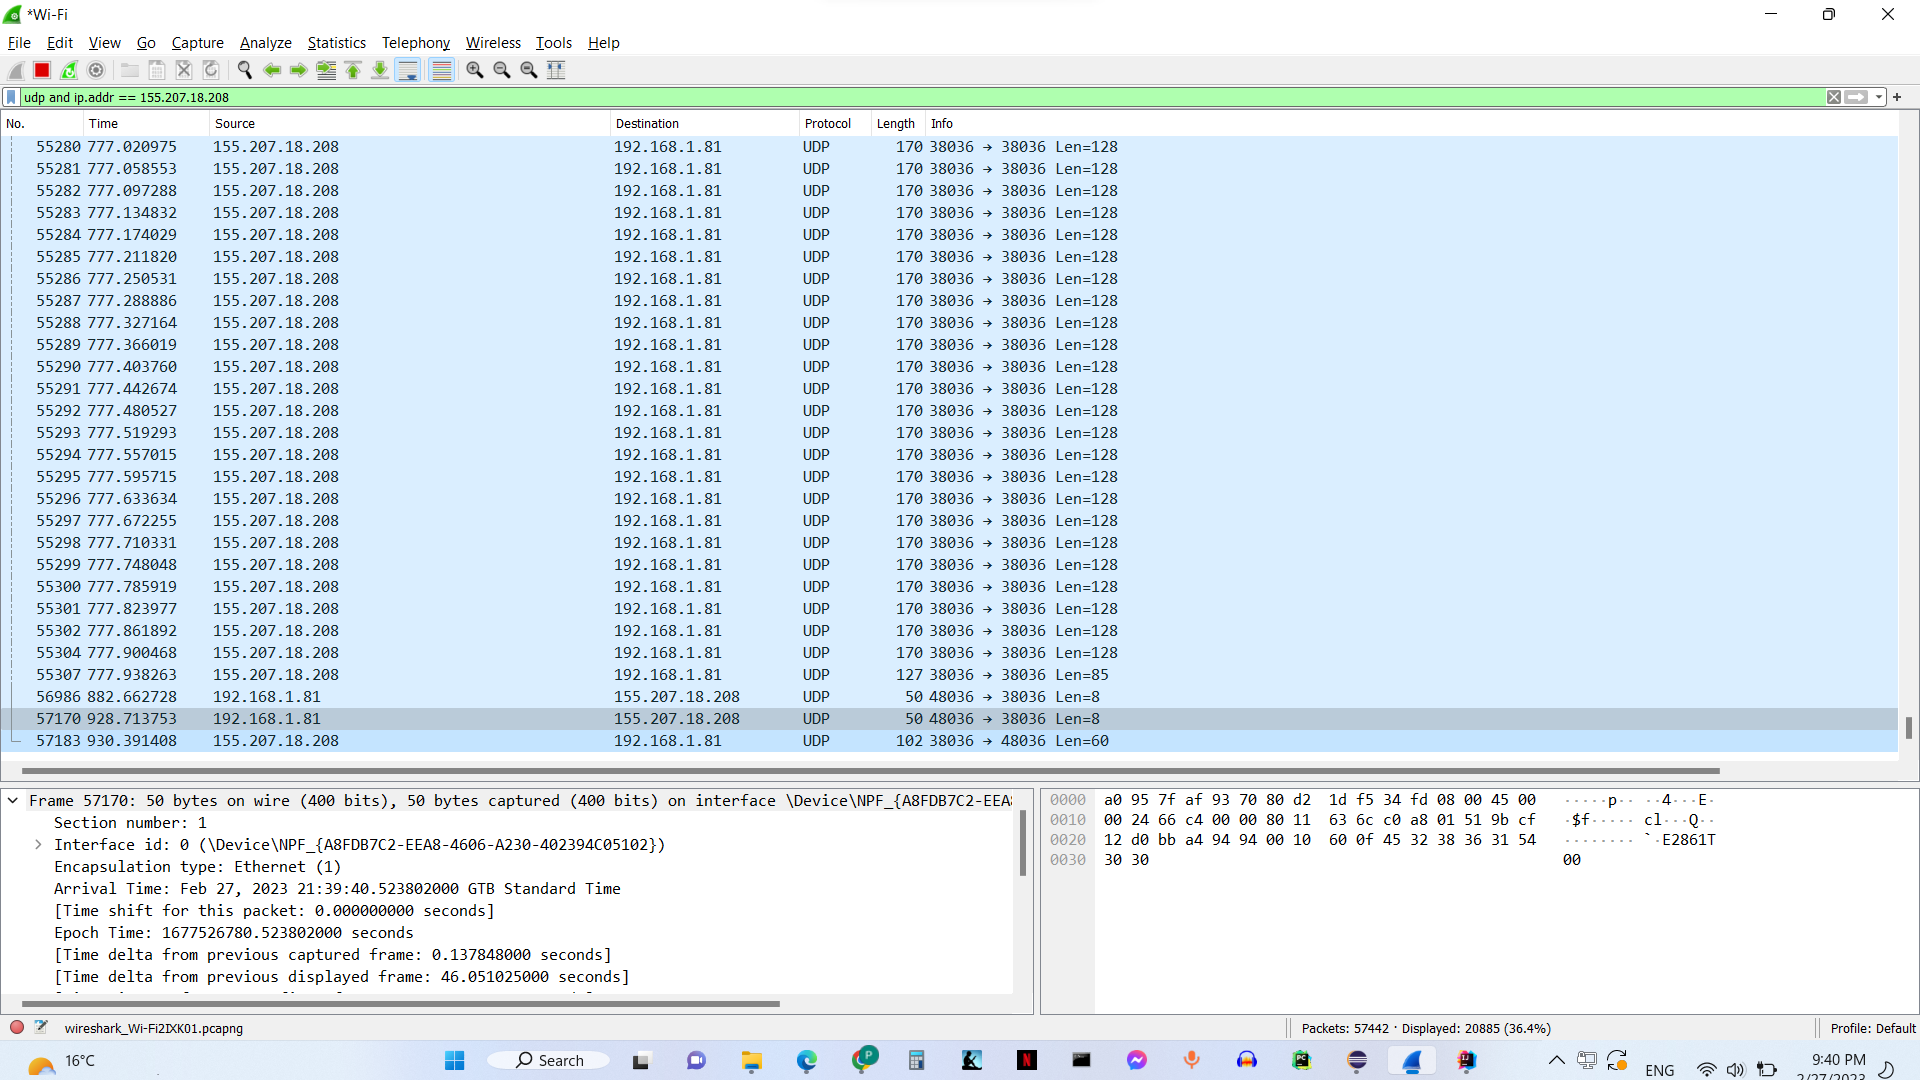 *Wi-Fi
File Edit View Go Capture Analyze Statistics Telephony Wireless Tools Help
udp and ip.addr == 155.207.18.208
No. Time Source Destination Protocol Length Info
55280 777.020975 155.207.18.208 192.168.1.81 UDP 170 38036 → 38036 Len=128
55281 777.058553 155.207.18.208 192.168.1.81 UDP 170 38036 → 38036 Len=128
55282 777.097288 155.207.18.208 192.168.1.81 UDP 170 38036 → 38036 Len=128
55283 777.134832 155.207.18.208 192.168.1.81 UDP 170 38036 → 38036 Len=128
55284 777.174029 155.207.18.208 192.168.1.81 UDP 170 38036 → 38036 Len=128
55285 777.211820 155.207.18.208 192.168.1.81 UDP 170 38036 → 38036 Len=128
55286 777.250531 155.207.18.208 192.168.1.81 UDP 170 38036 → 38036 Len=128
55287 777.288886 155.207.18.208 192.168.1.81 UDP 170 38036 → 38036 Len=128
55288 777.327164 155.207.18.208 192.168.1.81 UDP 170 38036 → 38036 Len=128
55289 777.366019 155.207.18.208 192.168.1.81 UDP 170 38036 → 38036 Len=128
55290 777.403760 155.207.18.208 192.168.1.81 UDP 170 38036 → 38036 Len=128
55291 777.442674 155.207.18.208 192.168.1.81 UDP 170 38036 → 38036 Len=128
55292 777.480527 155.207.18.208 192.168.1.81 UDP 170 38036 → 38036 Len=128
55293 777.519293 155.207.18.208 192.168.1.81 UDP 170 38036 → 38036 Len=128
55294 777.557015 155.207.18.208 192.168.1.81 UDP 170 38036 → 38036 Len=128
55295 777.595715 155.207.18.208 192.168.1.81 UDP 170 38036 → 38036 Len=128
55296 777.633634 155.207.18.208 192.168.1.81 UDP 170 38036 → 38036 Len=128
55297 777.672255 155.207.18.208 192.168.1.81 UDP 170 38036 → 38036 Len=128
55298 777.710331 155.207.18.208 192.168.1.81 UDP 170 38036 → 38036 Len=128
55299 777.748048 155.207.18.208 192.168.1.81 UDP 170 38036 → 38036 Len=128
55300 777.785919 155.207.18.208 192.168.1.81 UDP 170 38036 → 38036 Len=128
55301 777.823977 155.207.18.208 192.168.1.81 UDP 170 38036 → 38036 Len=128
55302 777.861892 155.207.18.208 192.168.1.81 UDP 170 38036 → 38036 Len=128
55304 777.900468 155.207.18.208 192.168.1.81 UDP 170 38036 → 38036 Len=128
55307 777.938263 155.207.18.208 192.168.1.81 UDP 127 38036 → 38036 Len=85
56986 882.662728 192.168.1.81 155.207.18.208 UDP 50 48036 → 38036 Len=8
57170 928.713753 192.168.1.81 155.207.18.208 UDP 50 48036 → 38036 Len=8
57183 930.391408 155.207.18.208 192.168.1.81 UDP 102 38036 → 48036 Len=60
Frame 57170: 50 bytes on wire (400 bits), 50 bytes captured (400 bits) on interface \Device\NPF_{A8FDB7C2-EEA8
Section number: 1
Interface id: 0 (\Device\NPF_{A8FDB7C2-EEA8-4606-A230-402394C05102})
Encapsulation type: Ethernet (1)
Arrival Time: Feb 27, 2023 21:39:40.523802000 GTB Standard Time
[Time shift for this packet: 0.000000000 seconds]
Epoch Time: 1677526780.523802000 seconds
[Time delta from previous captured frame: 0.137848000 seconds]
[Time delta from previous displayed frame: 46.051025000 seconds]
0000 a0 95 7f af 93 70 80 d2 1d f5 34 fd 08 00 45 00 ·····p·· ··4···E·
0010 00 24 66 c4 00 00 80 11 63 6c c0 a8 01 51 9b cf ·$f····· cl···Q··
0020 12 d0 bb a4 94 94 00 10 60 0f 45 32 38 36 31 54 ········ `·E2861T
0030 30 30 00
wireshark_Wi-Fi2IXK01.pcapng
Packets: 57442 · Displayed: 20885 (36.4%)
Profile: Default
16°C
Search
P
N
PC
IJ
ENG
9:40 PM
2/27/2023